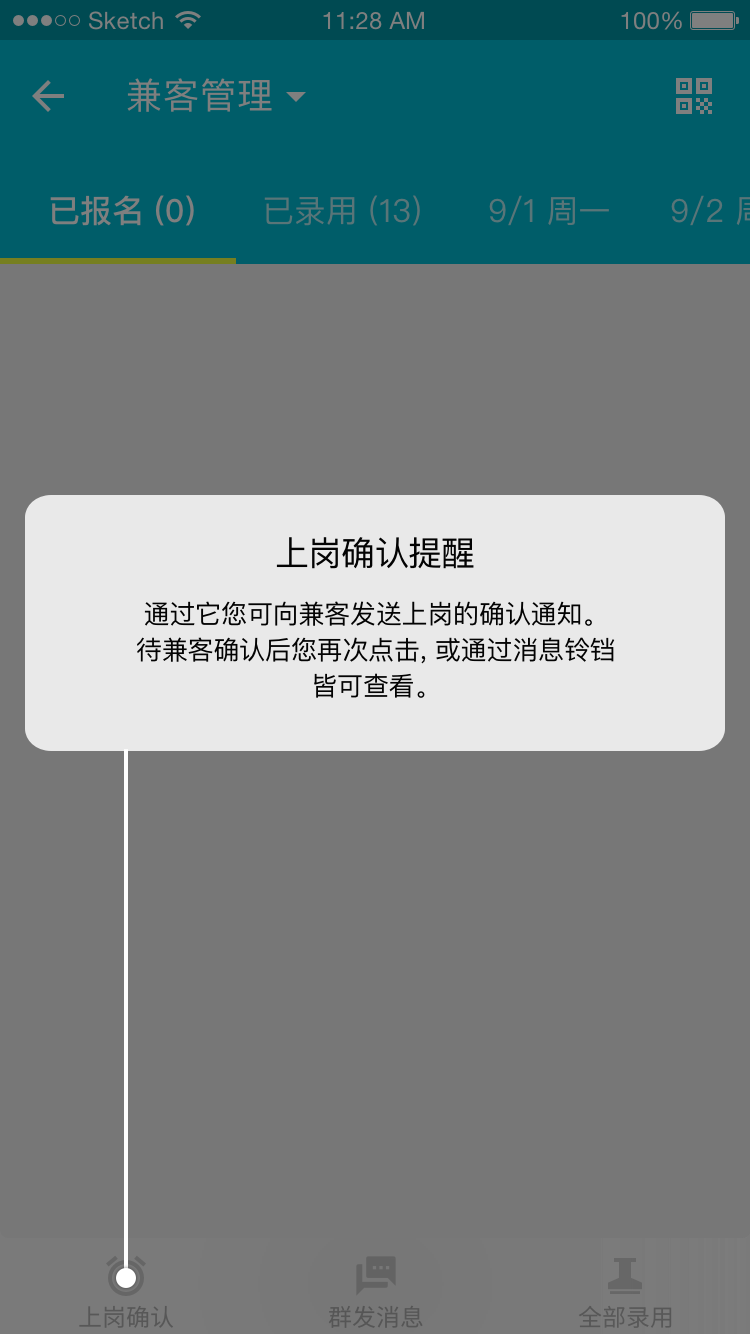 Sketch 11:28 AM 100%
兼客管理
已报名 (0) 已录用 (13) 9/1 周一 9/2
上岗确认提醒
通过它您可向兼客发送上岗的确认通知。
待兼客确认后您再次点击, 或通过消息铃铛
皆可查看。
上岗确认 群发消息 全部录用